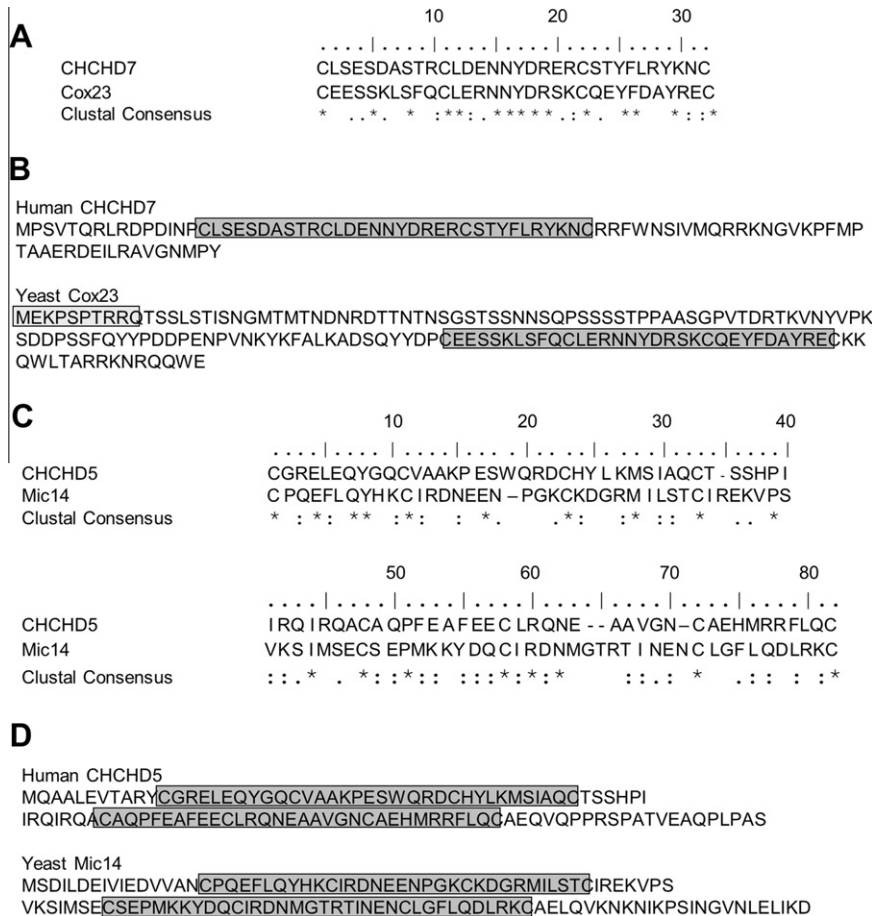 A
10 20 30
. . . . | . . . . | . . . . | . . . . | . . . . | . . . . | . .
CHCHD7 CLSESDASTRCLDENNYDRERCSTYFLRYKNC
Cox23 CEESSKLSFQCLERNNYDRSKCQEYFDAYREC
Clustal Consensus * . . * . * : * * : . * * * * * . : * . * * * : : *
B
Human CHCHD7
MPSVTQRLRDPDINPCLSESDASTRCLDENNYDRERCSTYFLRYKNCRRFWNSIVMQRRKNGVKPFMP
TAAERDEILRAVGNMPY
Yeast Cox23
MEKPSPTRRQTSSLSTISNGMTMTNDNRDTTNTNSGSTSSNNSQPSSSSTPPAASGPVTDRTKVNYVPK
SDDPSSFQYYPDDPENPVNKYKFALKADSQYYDPCEESSKLSFQCLERNNYDRSKCQEYFDAYRECKK
QWLTARRKNRQQWE
C
10 20 30 40
. . . . | . . . . | . . . . | . . . . | . . . . | . . . . | . . . . | . . . . |
CHCHD5 CGRELEQYGQCVAAKPESWQRDCHYLKMSIAQCT-SSHPI
Mic14 CPQEFLQYHKCIRDNEEN–PGKCKDGRMILSTCIREKVPS
Clustal Consensus * : * : * * : * : : * . : * : : * . : : * : . . *
50 60 70 80
. . . . | . . . . | . . . . | . . . . | . . . . | . . . . | . . . . | . . . . | . .
CHCHD5 IRQIRQACAQPFEAFEECLRQNE--AAVGN–CAEHMRRFLQC
Mic14 VKSIMSECSEPMKKYDQCIRDNMGTRTINENCLGFLQDLRKC
Clustal Consensus : : . * . * : : * : : : : : * : * : * : : . : * . : : : : *
D
Human CHCHD5
MQAALEVTARYCGRELEQYGQCVAAKPESWQRDCHYLKMSIAQCTSSHPI
IRQIRQACAQPFEAFEECLRQNEAAVGNCAEHMRRFLQCAEQVQPPRSPATVEAQPLPAS
Yeast Mic14
MSDILDEIVIEDVVANCPQEFLQYHKCIRDNEENPGKCKDGRMILSTCIREKVPS
VKSIMSECSEPMKKYDQCIRDNMGTRTINENCLGFLQDLRKCAELQVKNKNIKPSINGVNLELIKD